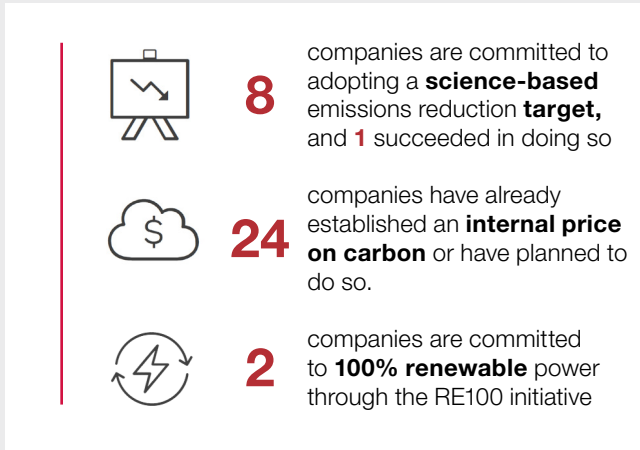 8
companies are committed to
adopting a science-based
emissions reduction target,
and 1 succeeded in doing so
$
24
companies have already
established an internal price
on carbon or have planned to
do so.
2
companies are committed
to 100% renewable power
through the RE100 initiative